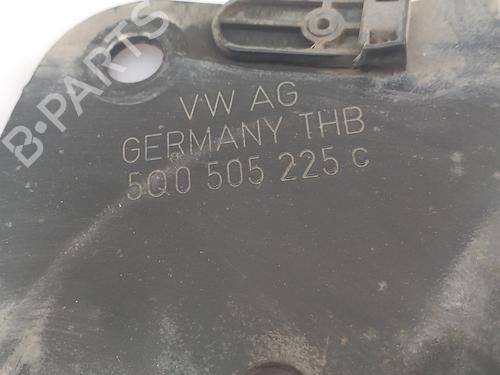 B-PARTS
VW AG
GERMANY THB
5Q0 505 225 C